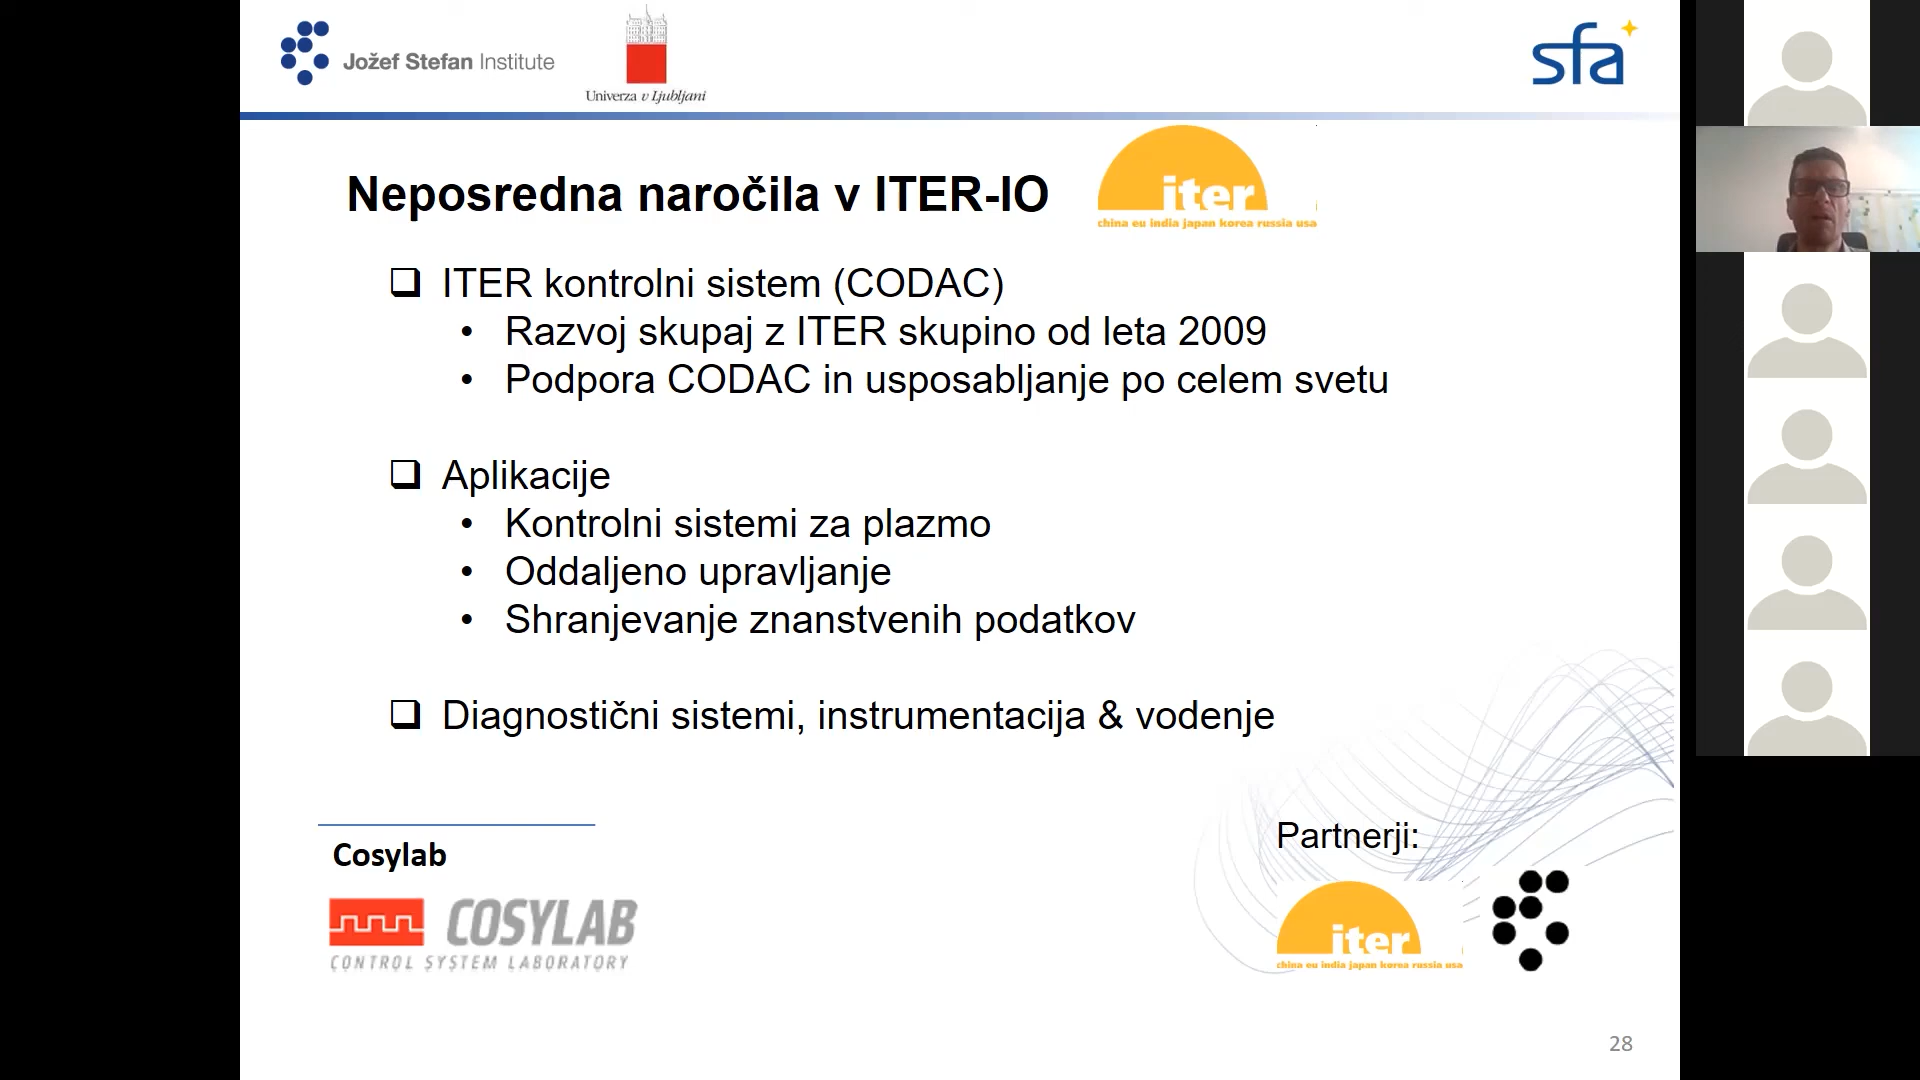 Jožef Stefan Institute
Univerza v Ljubljani
sfa
Neposredna naročila v ITER-IO
iter
china eu india japan korea russia usa
ITER kontrolni sistem (CODAC)
• Razvoj skupaj z ITER skupino od leta 2009
• Podpora CODAC in usposabljanje po celem svetu
Aplikacije
• Kontrolni sistemi za plazmo
• Oddaljeno upravljanje
• Shranjevanje znanstvenih podatkov
Diagnostični sistemi, instrumentacija & vodenje
Cosylab
COSYLAB
CONTROL SYSTEM LABORATORY
Partnerji:
iter
china eu india japan korea russia usa
28